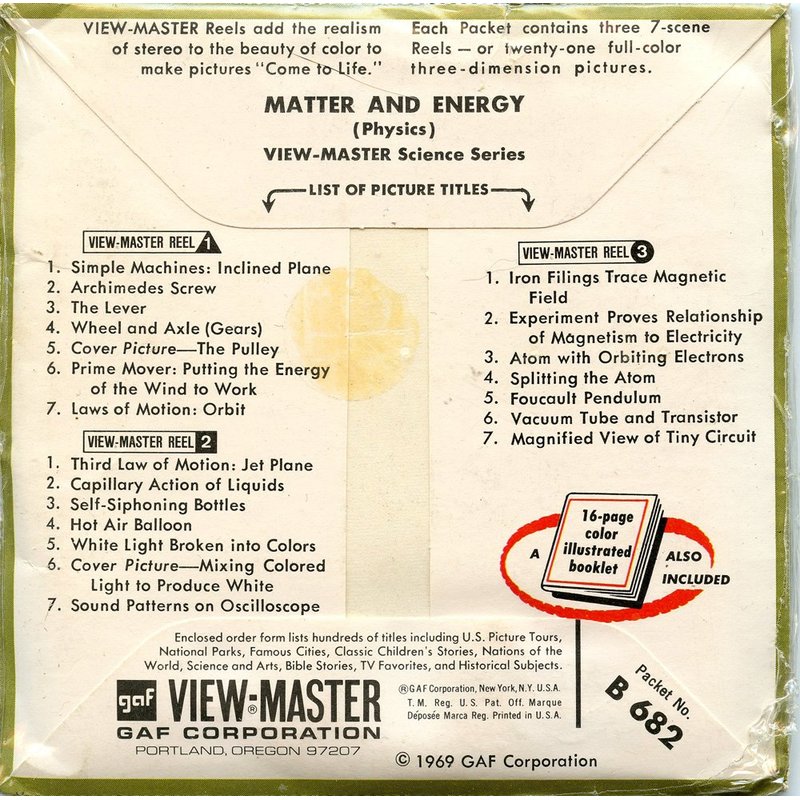 VIEW-MASTER Reels add the realism
of stereo to the beauty of color to
make pictures "Come to Life."
Each Packet contains three 7-scene
Reels — or twenty-one full-color
three-dimension pictures.
MATTER AND ENERGY
(Physics)
VIEW-MASTER Science Series
LIST OF PICTURE TITLES
VIEW-MASTER REEL 1
1. Simple Machines: Inclined Plane
2. Archimedes Screw
3. The Lever
4. Wheel and Axle (Gears)
5. Cover Picture—The Pulley
6. Prime Mover: Putting the Energy
of the Wind to Work
7. Laws of Motion: Orbit
VIEW-MASTER REEL 2
1. Third Law of Motion: Jet Plane
2. Capillary Action of Liquids
3. Self-Siphoning Bottles
4. Hot Air Balloon
5. White Light Broken into Colors
6. Cover Picture—Mixing Colored
Light to Produce White
7. Sound Patterns on Oscilloscope
VIEW-MASTER REEL 3
1. Iron Filings Trace Magnetic
Field
2. Experiment Proves Relationship
of Magnetism to Electricity
3. Atom with Orbiting Electrons
4. Splitting the Atom
5. Foucault Pendulum
6. Vacuum Tube and Transistor
7. Magnified View of Tiny Circuit
A
16-page
color
illustrated
booklet
ALSO
INCLUDED
Enclosed order form lists hundreds of titles including U.S. Picture Tours,
National Parks, Famous Cities, Classic Children's Stories, Nations of the
World, Science and Arts, Bible Stories, TV Favorites, and Historical Subjects.
gaf VIEW-MASTER®
GAF CORPORATION
PORTLAND, OREGON 97207
®GAF Corporation, New York, N.Y. U.S.A.
T.M. Reg. U.S. Pat. Off. Marque
Déposée Marca Reg. Printed in U.S.A.
© 1969 GAF Corporation
Packet No.
B 682